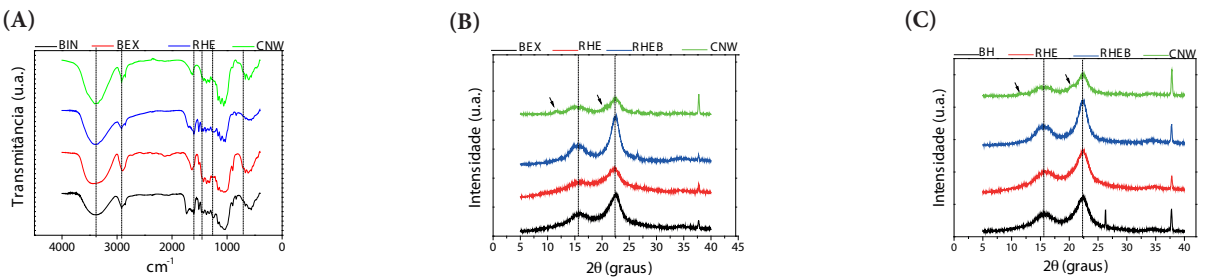 (A)
BIN BEX RHE CNW
Transmitância (u.a.)
4000 3000 2000 1000 0
cm⁻¹
(B)
BEX RHE RHEB CNW
Intensidade (u.a.)
0 5 10 15 20 25 30 35 40 45
2θ (graus)
(C)
BH RHE RHEB CNW
Intensidade (u.a.)
0 5 10 15 20 25 30 35 40
2θ (graus)